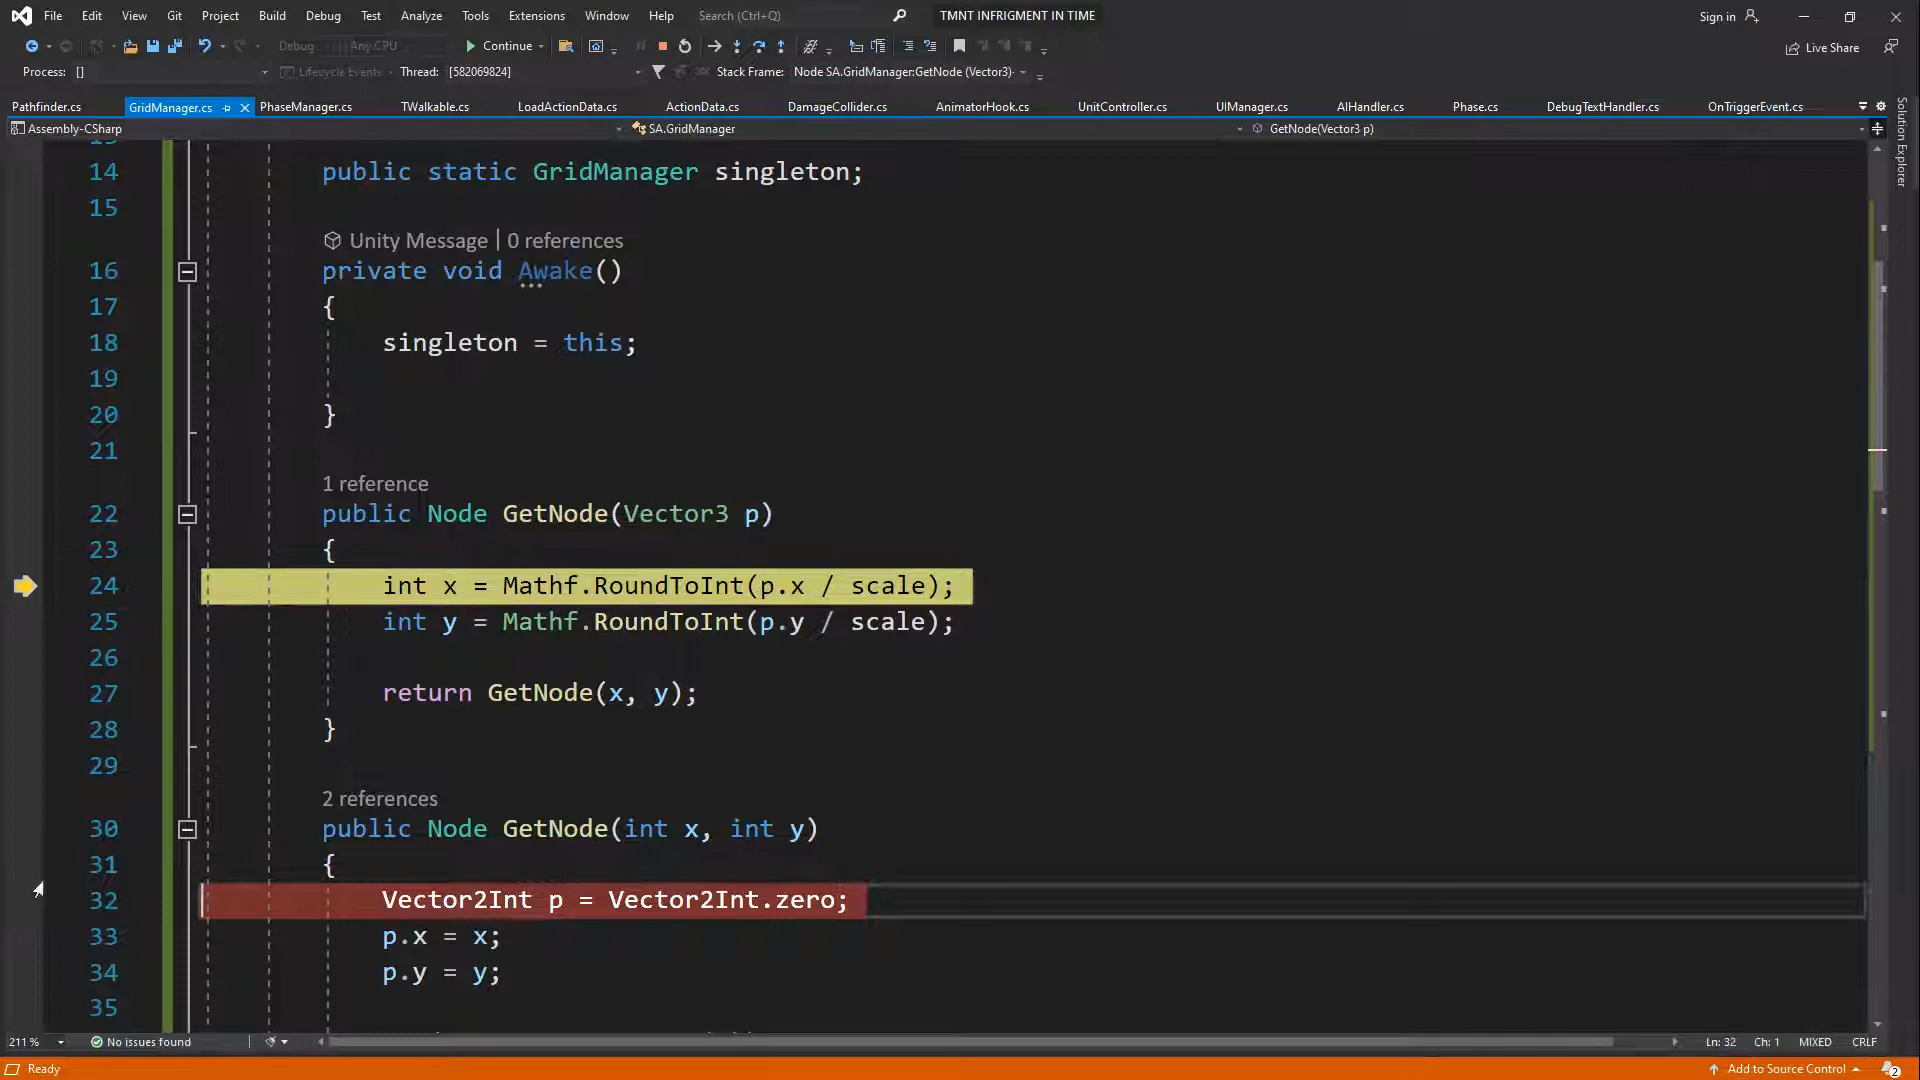 File Edit View Git Project Build Debug Test Analyze Tools Extensions Window Help Search (Ctrl+Q) TMNT INFRIGMENT IN TIME Sign in
Debug Any CPU Continue Live Share
Process: [] Lifecycle Events Thread: [582069824] Stack Frame: Node SA.GridManager:GetNode (Vector3)
Pathfinder.cs GridManager.cs PhaseManager.cs TWalkable.cs LoadActionData.cs ActionData.cs DamageCollider.cs AnimatorHook.cs UnitController.cs UIManager.cs AIHandler.cs Phase.cs DebugTextHandler.cs OnTriggerEvent.cs
Assembly-CSharp SA.GridManager GetNode(Vector3 p)
Solution Explorer
14 public static GridManager singleton;
15
Unity Message | 0 references
16 private void Awake()
17 {
18 singleton = this;
19
20 }
21
1 reference
22 public Node GetNode(Vector3 p)
23 {
24 int x = Mathf.RoundToInt(p.x / scale);
25 int y = Mathf.RoundToInt(p.y / scale);
26
27 return GetNode(x, y);
28 }
29
2 references
30 public Node GetNode(int x, int y)
31 {
32 Vector2Int p = Vector2Int.zero;
33 p.x = x;
34 p.y = y;
35
211 % No issues found Ln: 32 Ch: 1 MIXED CRLF
Ready Add to Source Control 2